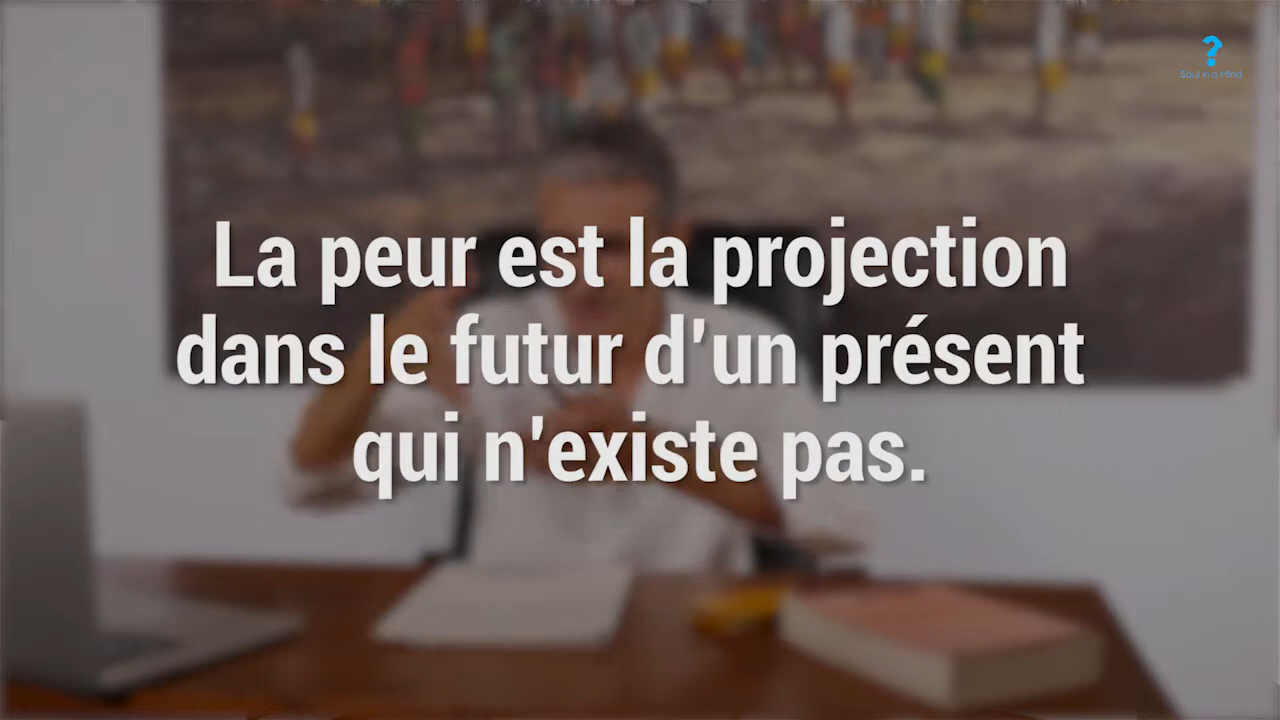 ?
Soul in a Mind
La peur est la projection
dans le futur d'un présent
qui n'existe pas.